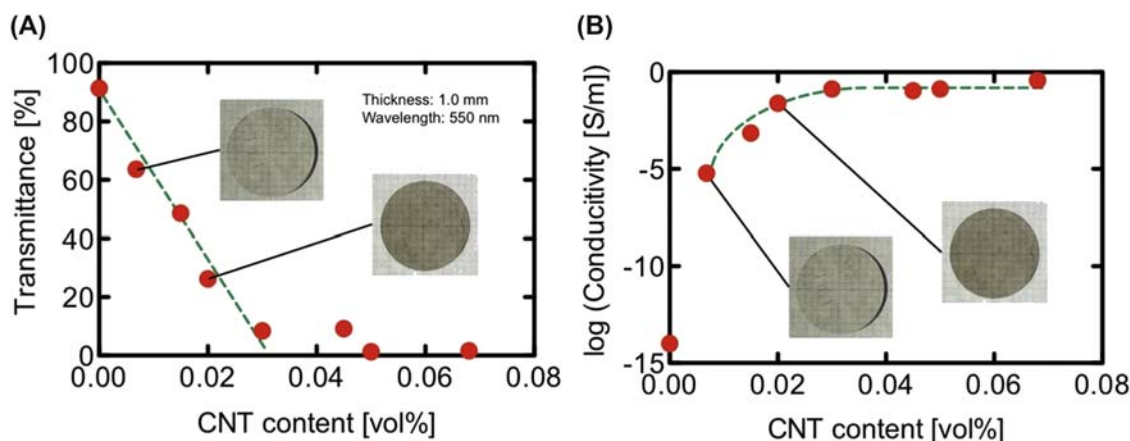 (A)
Transmittance [%]
100
80
60
40
20
0
Thickness: 1.0 mm
Wavelength: 550 nm
0.00
0.02
0.04
0.06
0.08
CNT content [vol%]
(B)
log (Conducitivity [S/m])
0
-5
-10
-15
0.00
0.02
0.04
0.06
0.08
CNT content [vol%]